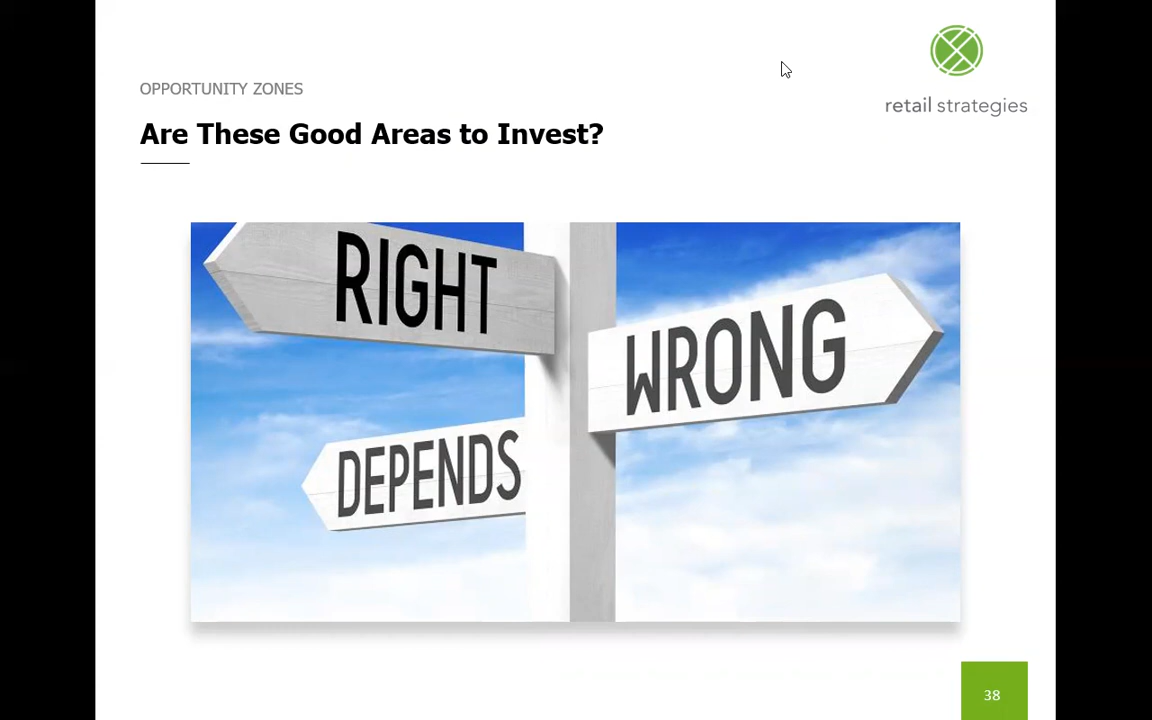 OPPORTUNITY ZONES
Are These Good Areas to Invest?
retail strategies
RIGHT
WRONG
DEPENDS
38